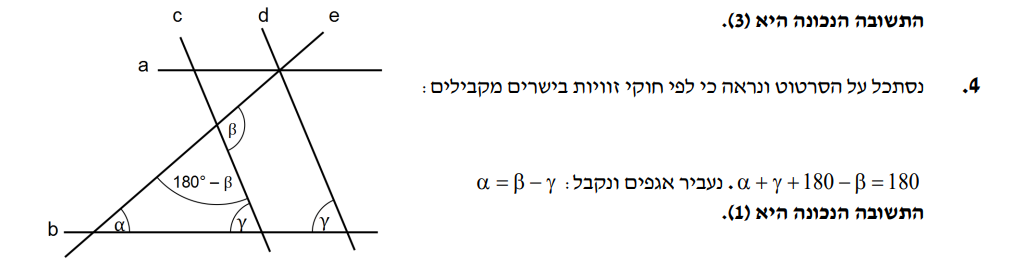 התשובה הנכונה היא (3).
4. נסתכל על הסרטוט ונראה כי לפי חוקי זוויות בישרים מקבילים:
α + γ + 180 − β = 180. נעביר אגפים ונקבל: α = β − γ
התשובה הנכונה היא (1).
c d e
a
β
180° – β
b α γ γ